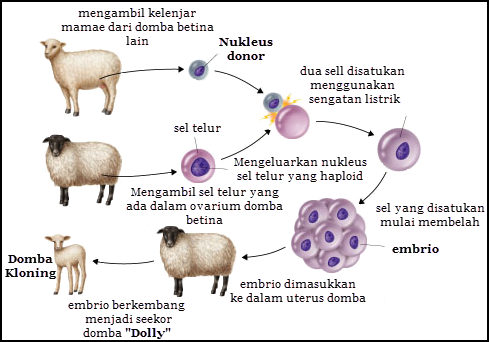 mengambil kelenjar
mamae dari domba betina
lain
Nukleus
donor
dua sell disatukan
menggunakan
sengatan listrik
sel telur
Mengeluarkan nukleus
sel telur yang haploid
Mengambil sel telur yang
ada dalam ovarium domba
betina
sel yang disatukan
mulai membelah
embrio
embrio dimasukkan
ke dalam uterus domba
Domba
Kloning
embrio berkembang
menjadi seekor
domba "Dolly"